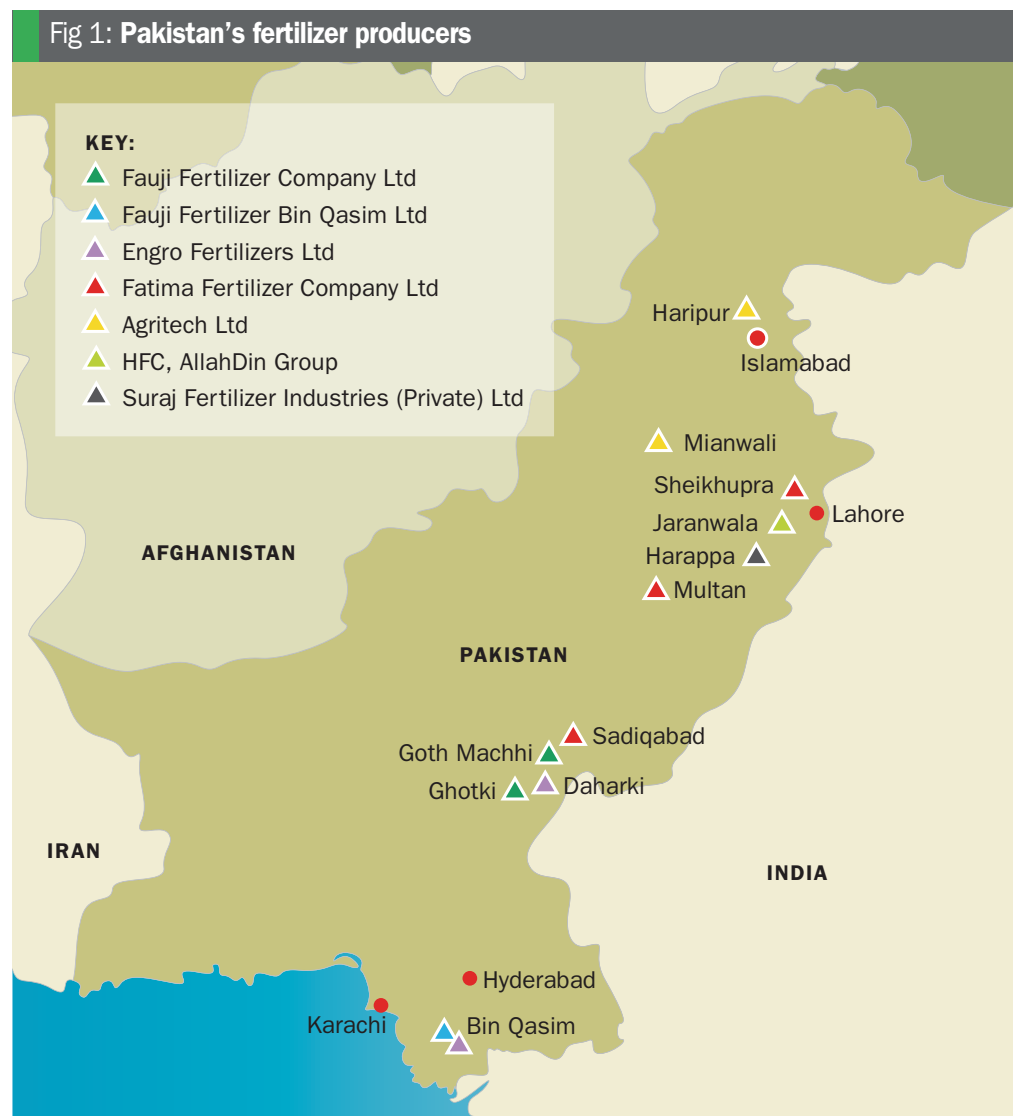 Fig 1: Pakistan's fertilizer producers
KEY:
Fauji Fertilizer Company Ltd
Fauji Fertilizer Bin Qasim Ltd
Engro Fertilizers Ltd
Fatima Fertilizer Company Ltd
Agritech Ltd
HFC, AllahDin Group
Suraj Fertilizer Industries (Private) Ltd
Haripur
Islamabad
Mianwali
Sheikhupra
Lahore
Jaranwala
AFGHANISTAN
Harappa
Multan
PAKISTAN
Sadiqabad
Goth Machhi
Daharki
Ghotki
IRAN
INDIA
Hyderabad
Karachi
Bin Qasim